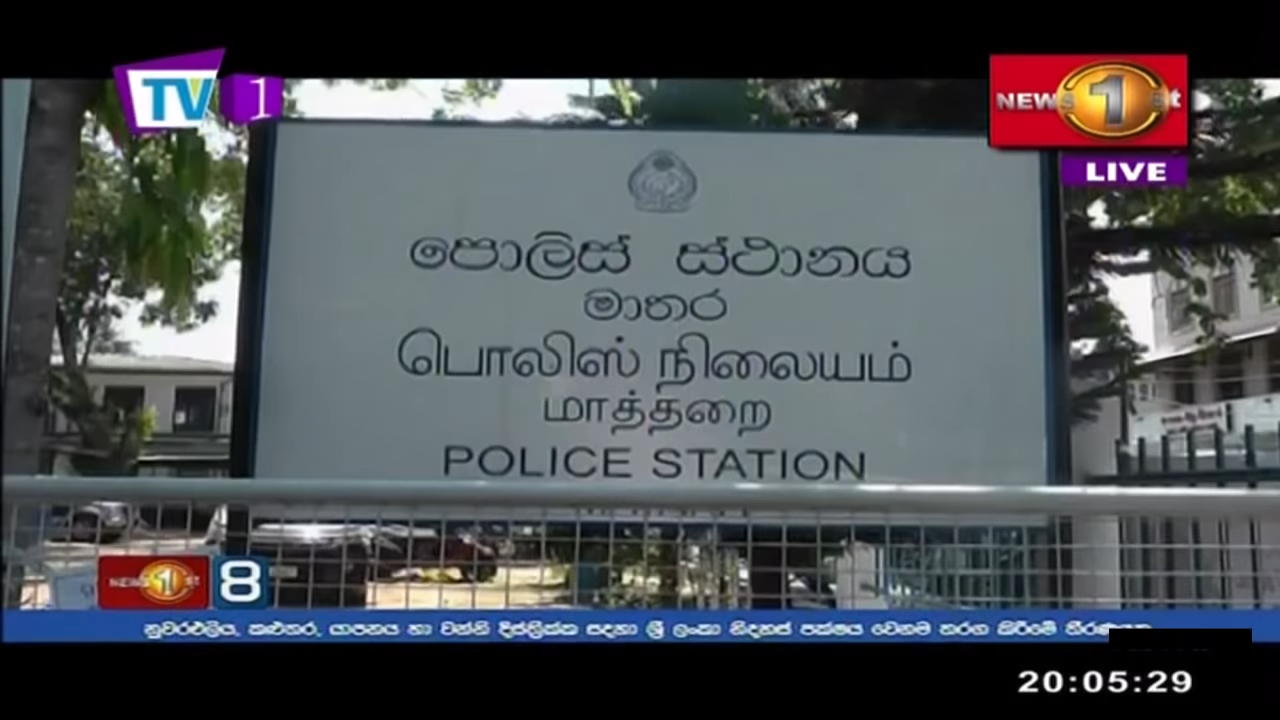 TV 1
NEWS 1st
LIVE
පොලිස් ස්ථානය
මාතර
பொலிஸ் நிலையம்
மாத்தறை
POLICE STATION
NEWS 1st 8
නුවරඑළිය, කළුතර, යාපනය හා වන්නි දිස්ත්‍රික්ක සඳහා ශ්‍රී ලංකා නිදහස් පක්ෂය වෙනම තරග කිරීමේ
20:05:29